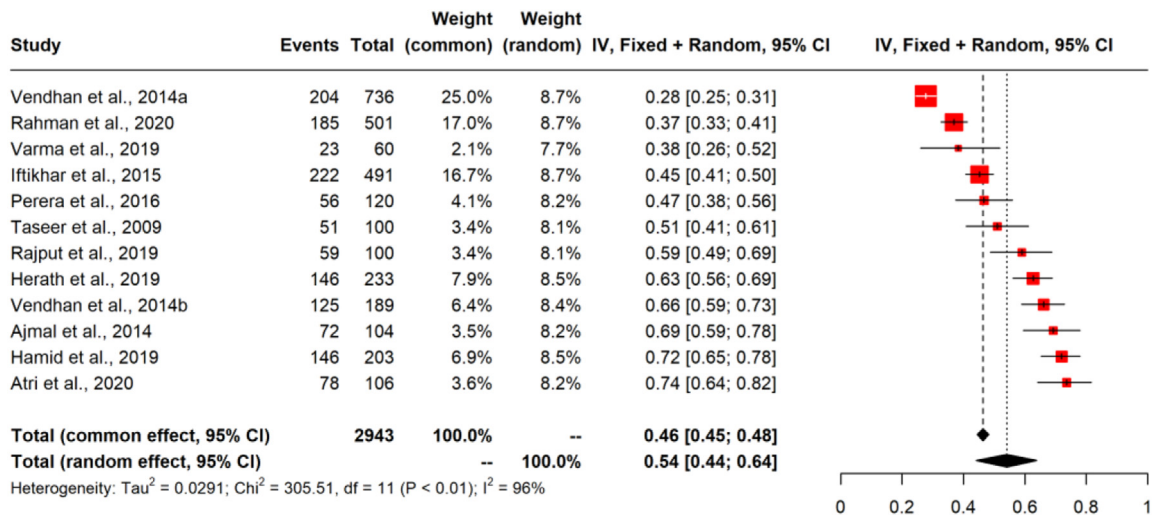 Weight Weight
Study Events Total (common) (random) IV, Fixed + Random, 95% CI IV, Fixed + Random, 95% CI
Vendhan et al., 2014a 204 736 25.0% 8.7% 0.28 [0.25; 0.31]
Rahman et al., 2020 185 501 17.0% 8.7% 0.37 [0.33; 0.41]
Varma et al., 2019 23 60 2.1% 7.7% 0.38 [0.26; 0.52]
Iftikhar et al., 2015 222 491 16.7% 8.7% 0.45 [0.41; 0.50]
Perera et al., 2016 56 120 4.1% 8.2% 0.47 [0.38; 0.56]
Taseer et al., 2009 51 100 3.4% 8.1% 0.51 [0.41; 0.61]
Rajput et al., 2019 59 100 3.4% 8.1% 0.59 [0.49; 0.69]
Herath et al., 2019 146 233 7.9% 8.5% 0.63 [0.56; 0.69]
Vendhan et al., 2014b 125 189 6.4% 8.4% 0.66 [0.59; 0.73]
Ajmal et al., 2014 72 104 3.5% 8.2% 0.69 [0.59; 0.78]
Hamid et al., 2019 146 203 6.9% 8.5% 0.72 [0.65; 0.78]
Atri et al., 2020 78 106 3.6% 8.2% 0.74 [0.64; 0.82]
Total (common effect, 95% CI) 2943 100.0% -- 0.46 [0.45; 0.48]
Total (random effect, 95% CI) -- 100.0% 0.54 [0.44; 0.64]
Heterogeneity: Tau² = 0.0291; Chi² = 305.51, df = 11 (P < 0.01); I² = 96%
0 0.2 0.4 0.6 0.8 1